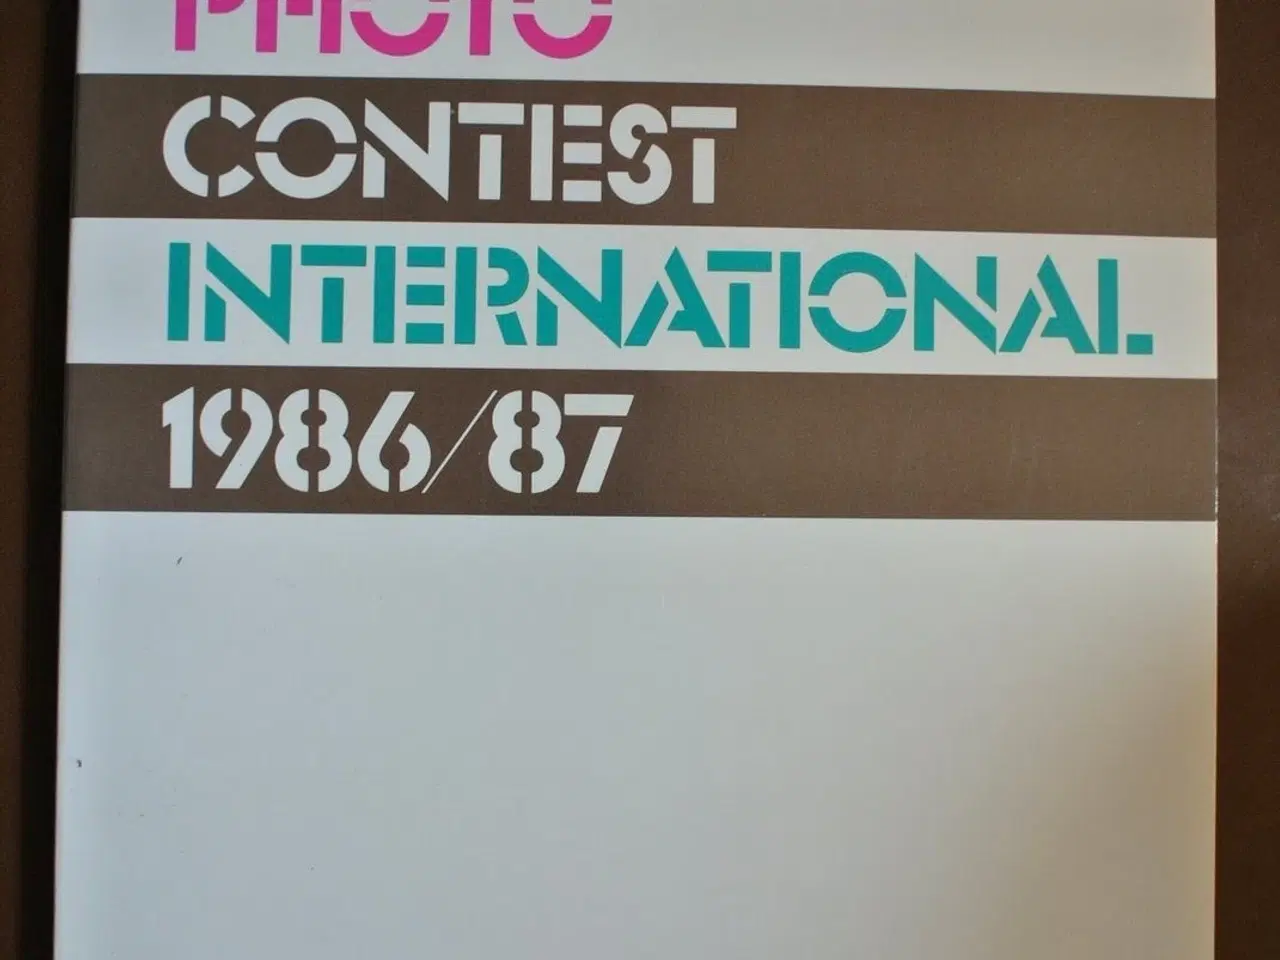 PHOTO
CONTEST
INTERNATIONAL
1986/87